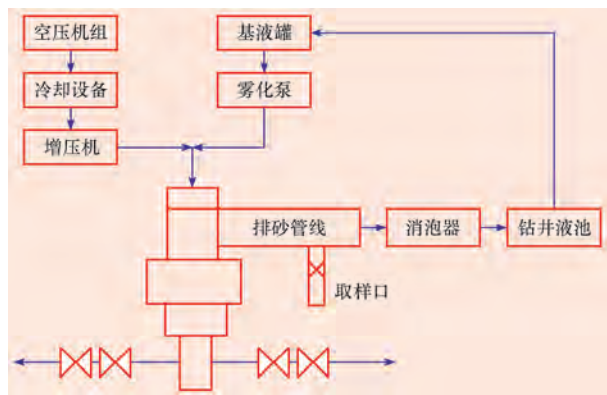 空压机组
基液罐
冷却设备
雾化泵
增压机
排砂管线
消泡器
钻井液池
取样口